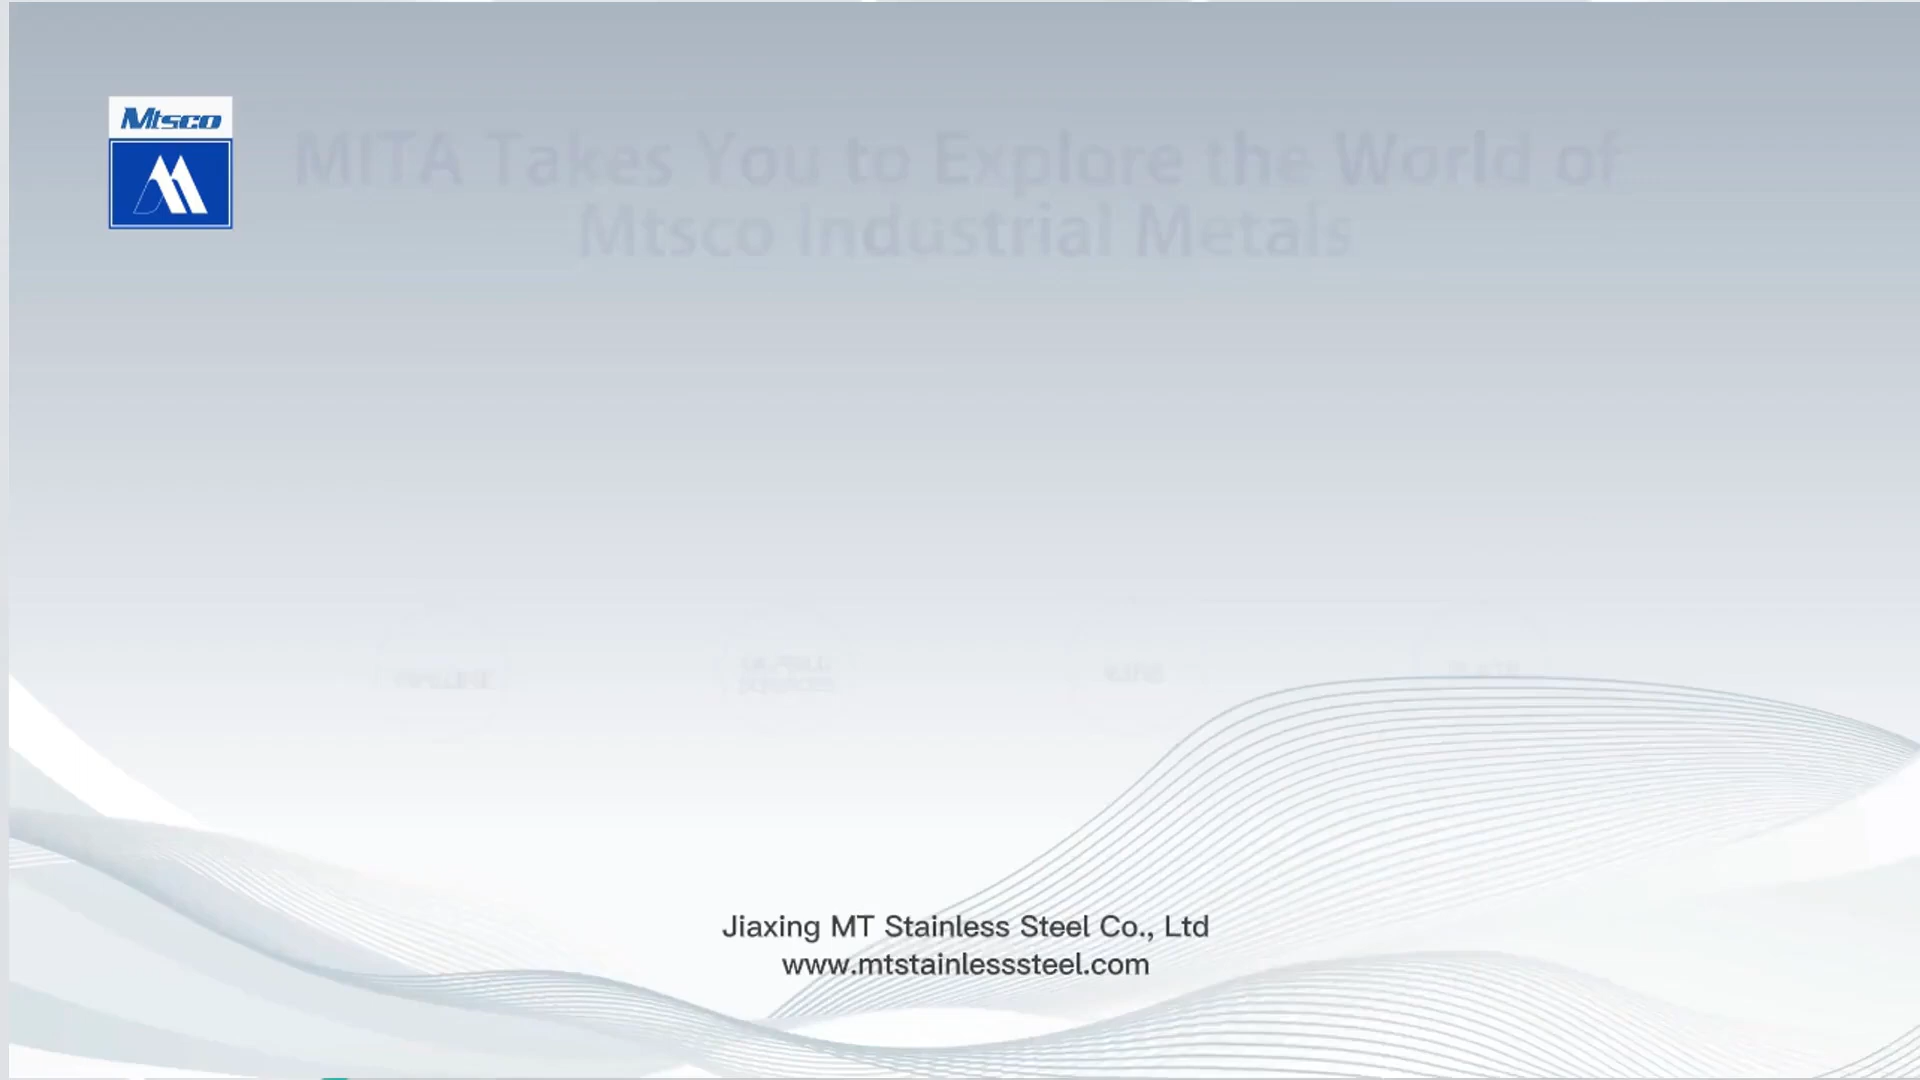 Mtsco
MITA Takes You to Explore the World of
Mtsco Industrial Metals
Jiaxing MT Stainless Steel Co., Ltd
www.mtstainlesssteel.com